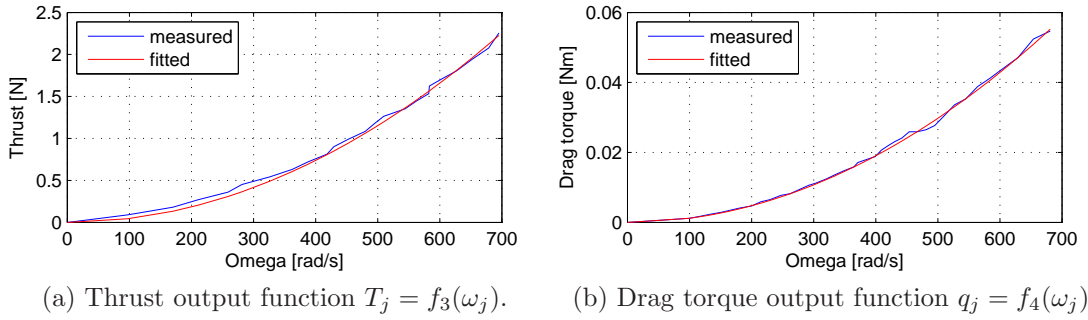 2.5
2
1.5
1
0.5
0
Thrust [N]
measured
fitted
0 100 200 300 400 500 600 700
Omega [rad/s]
(a) Thrust output function T_j = f_3(ω_j).
0.06
0.04
0.02
0
Drag torque [Nm]
measured
fitted
0 100 200 300 400 500 600 700
Omega [rad/s]
(b) Drag torque output function q_j = f_4(ω_j)